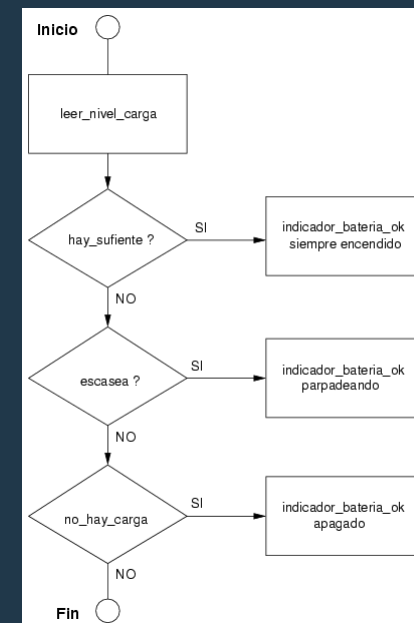 Inicio
leer_nivel_carga
hay_sufiente ?
SI
indicador_bateria_ok
siempre encendido
NO
escasea ?
SI
indicador_bateria_ok
parpadeando
NO
no_hay_carga
SI
indicador_bateria_ok
apagado
NO
Fin